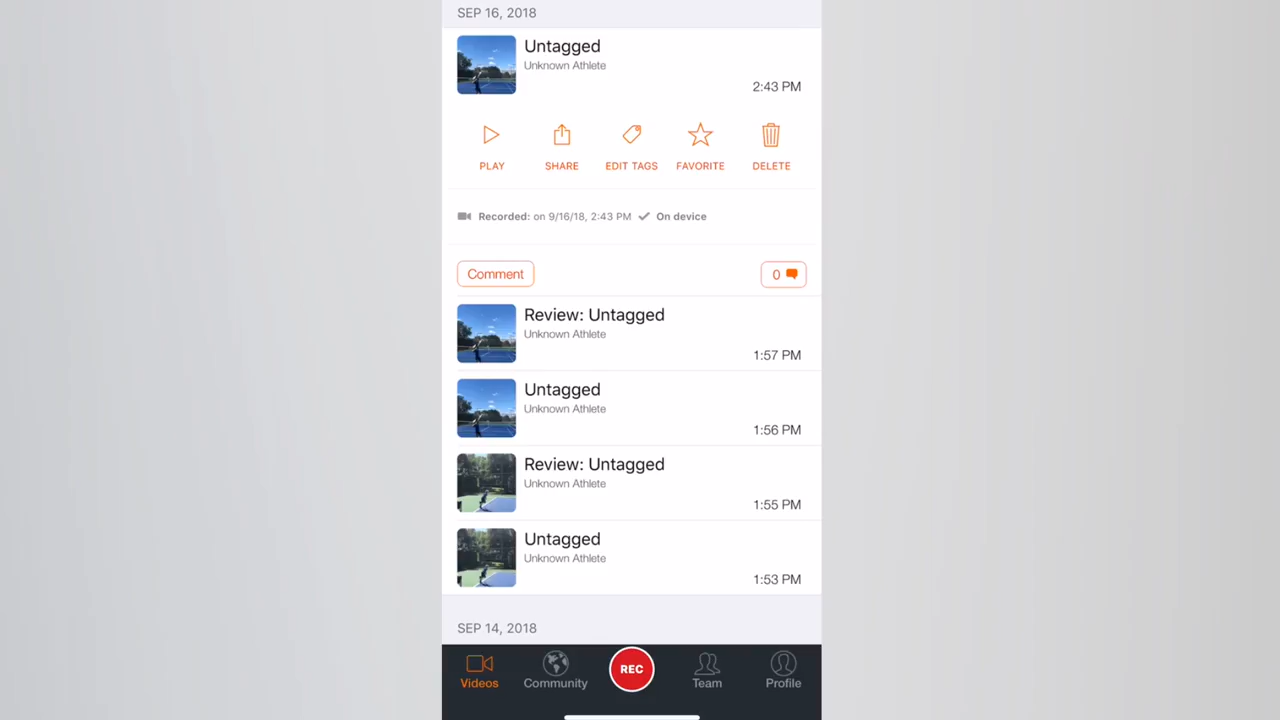 SEP 16, 2018
Untagged
Unknown Athlete
2:43 PM
PLAY SHARE EDIT TAGS FAVORITE DELETE
Recorded: on 9/16/18, 2:43 PM On device
Comment 0
Review: Untagged
Unknown Athlete
1:57 PM
Untagged
Unknown Athlete
1:56 PM
Review: Untagged
Unknown Athlete
1:55 PM
Untagged
Unknown Athlete
1:53 PM
SEP 14, 2018
REC
Videos Community Team Profile